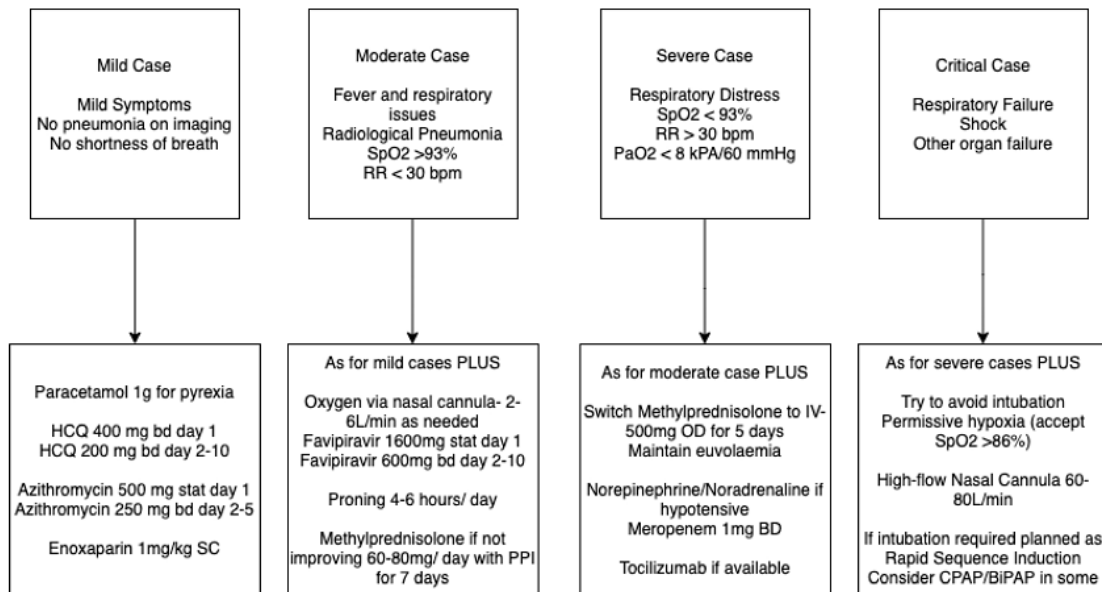 Mild Case
Mild Symptoms
No pneumonia on imaging
No shortness of breath
Moderate Case
Fever and respiratory
issues
Radiological Pneumonia
SpO2 >93%
RR < 30 bpm
Severe Case
Respiratory Distress
SpO2 < 93%
RR > 30 bpm
PaO2 < 8 kPA/60 mmHg
Critical Case
Respiratory Failure
Shock
Other organ failure
Paracetamol 1g for pyrexia
HCQ 400 mg bd day 1
HCQ 200 mg bd day 2-10
Azithromycin 500 mg stat day 1
Azithromycin 250 mg bd day 2-5
Enoxaparin 1mg/kg SC
As for mild cases PLUS
Oxygen via nasal cannula- 2-
6L/min as needed
Favipiravir 1600mg stat day 1
Favipiravir 600mg bd day 2-10
Proning 4-6 hours/ day
Methylprednisolone if not
improving 60-80mg/ day with PPI
for 7 days
As for moderate case PLUS
Switch Methylprednisolone to IV-
500mg OD for 5 days
Maintain euvolaemia
Norepinephrine/Noradrenaline if
hypotensive
Meropenem 1mg BD
Tocilizumab if available
As for severe cases PLUS
Try to avoid intubation
Permissive hypoxia (accept
SpO2 >86%)
High-flow Nasal Cannula 60-
80L/min
If intubation required planned as
Rapid Sequence Induction
Consider CPAP/BiPAP in some